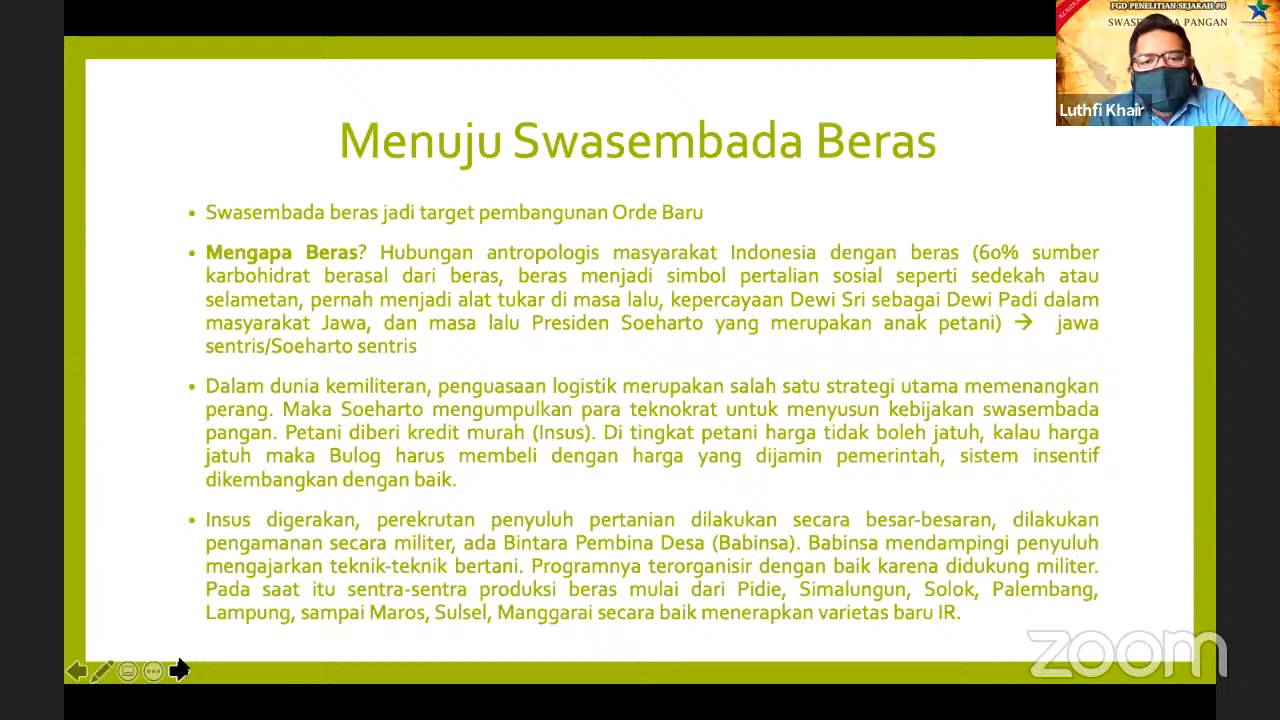 FGD PENELITIAN SEJARAH #6
PANGAN
Luthfi Khair
Menuju Swasembada Beras
• Swasembada beras jadi target pembangunan Orde Baru
• Mengapa Beras? Hubungan antropologis masyarakat Indonesia dengan beras (60% sumber
karbohidrat berasal dari beras, beras menjadi simbol pertalian sosial seperti sedekah atau
selametan, pernah menjadi alat tukar di masa lalu, kepercayaan Dewi Sri sebagai Dewi Padi dalam
masyarakat Jawa, dan masa lalu Presiden Soeharto yang merupakan anak petani) → jawa
sentris/Soeharto sentris
• Dalam dunia kemiliteran, penguasaan logistik merupakan salah satu strategi utama memenangkan
perang. Maka Soeharto mengumpulkan para teknokrat untuk menyusun kebijakan swasembada
pangan. Petani diberi kredit murah (Insus). Di tingkat petani harga tidak boleh jatuh, kalau harga
jatuh maka Bulog harus membeli dengan harga yang dijamin pemerintah, sistem insentif
dikembangkan dengan baik.
• Insus digerakan, perekrutan penyuluh pertanian dilakukan secara besar-besaran, dilakukan
pengamanan secara militer, ada Bintara Pembina Desa (Babinsa). Babinsa mendampingi penyuluh
mengajarkan teknik-teknik bertani. Programnya terorganisir dengan baik karena didukung militer.
Pada saat itu sentra-sentra produksi beras mulai dari Pidie, Simalungun, Solok, Palembang,
Lampung, sampai Maros, Sulsel, Manggarai secara baik menerapkan varietas baru IR.
zoom